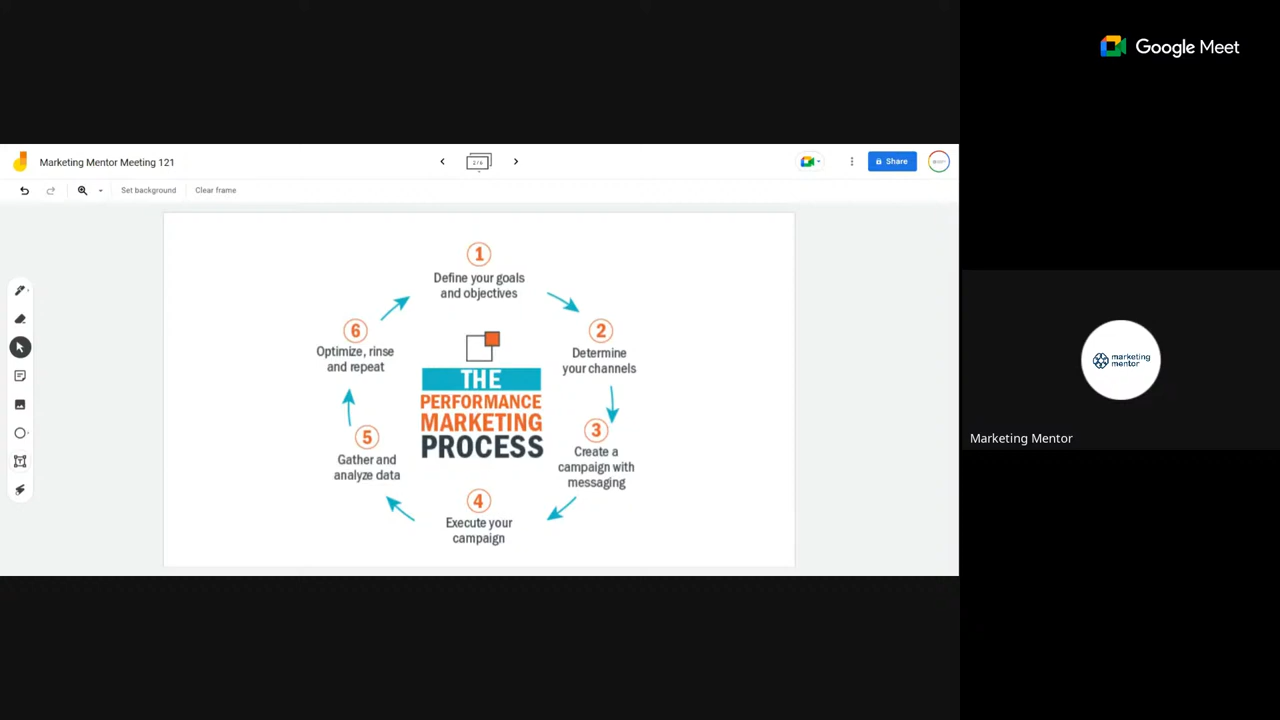 Google Meet
Marketing Mentor Meeting 121
2/6
Share
Set background
Clear frame
1
Define your goals
and objectives
2
Determine
your channels
3
Create a
campaign with
messaging
4
Execute your
campaign
5
Gather and
analyze data
6
Optimize, rinse
and repeat
THE
PERFORMANCE
MARKETING
PROCESS
marketing
mentor
Marketing Mentor